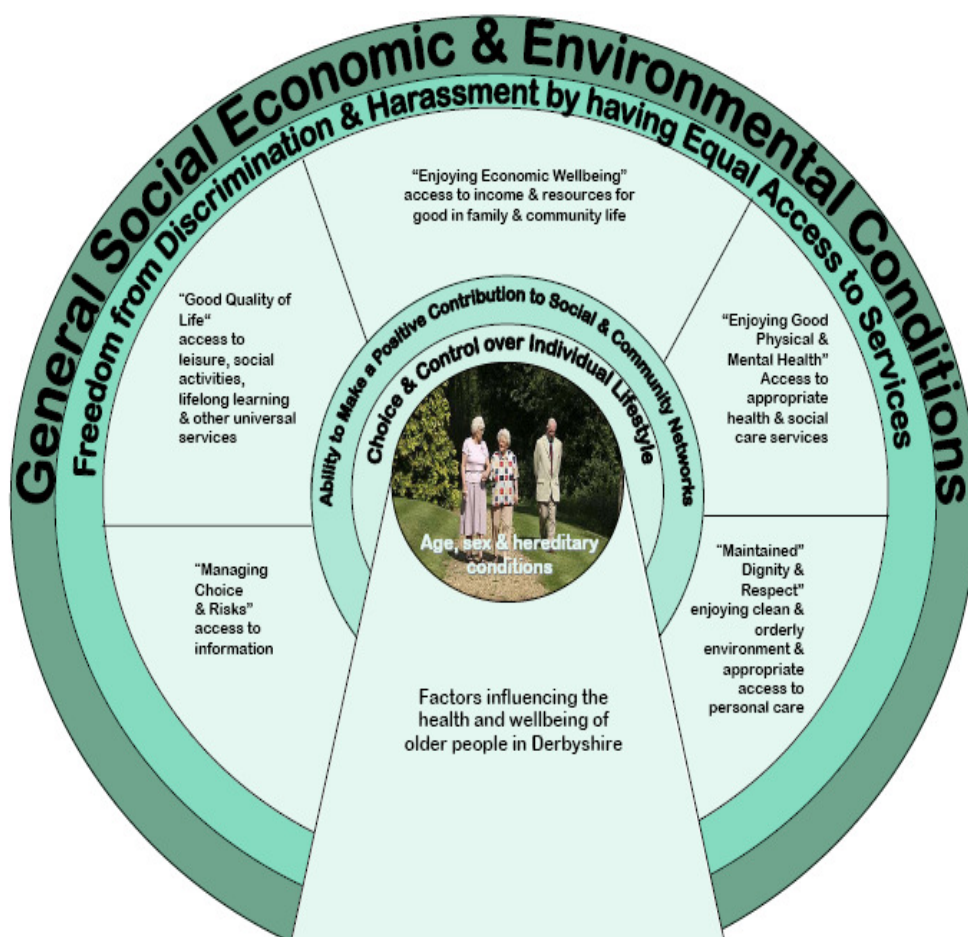 General Social Economic & Environmental Conditions
Freedom from Discrimination & Harassment by having Equal Access to Services
“Enjoying Economic Wellbeing”
access to income & resources for
good in family & community life
“Good Quality of
Life“
access to
leisure, social
activities,
lifelong learning
& other universal
services
“Enjoying Good
Physical &
Mental Health”
Access to
appropriate
health & social
care services
Ability to Make a Positive Contribution to Social & Community Networks
Choice & Control over Individual Lifestyle
Age, sex & hereditary
conditions
“Managing
Choice
& Risks”
access to
information
“Maintained”
Dignity &
Respect”
enjoying clean &
orderly
environment &
appropriate
access to
personal care
Factors influencing the
health and wellbeing of
older people in Derbyshire